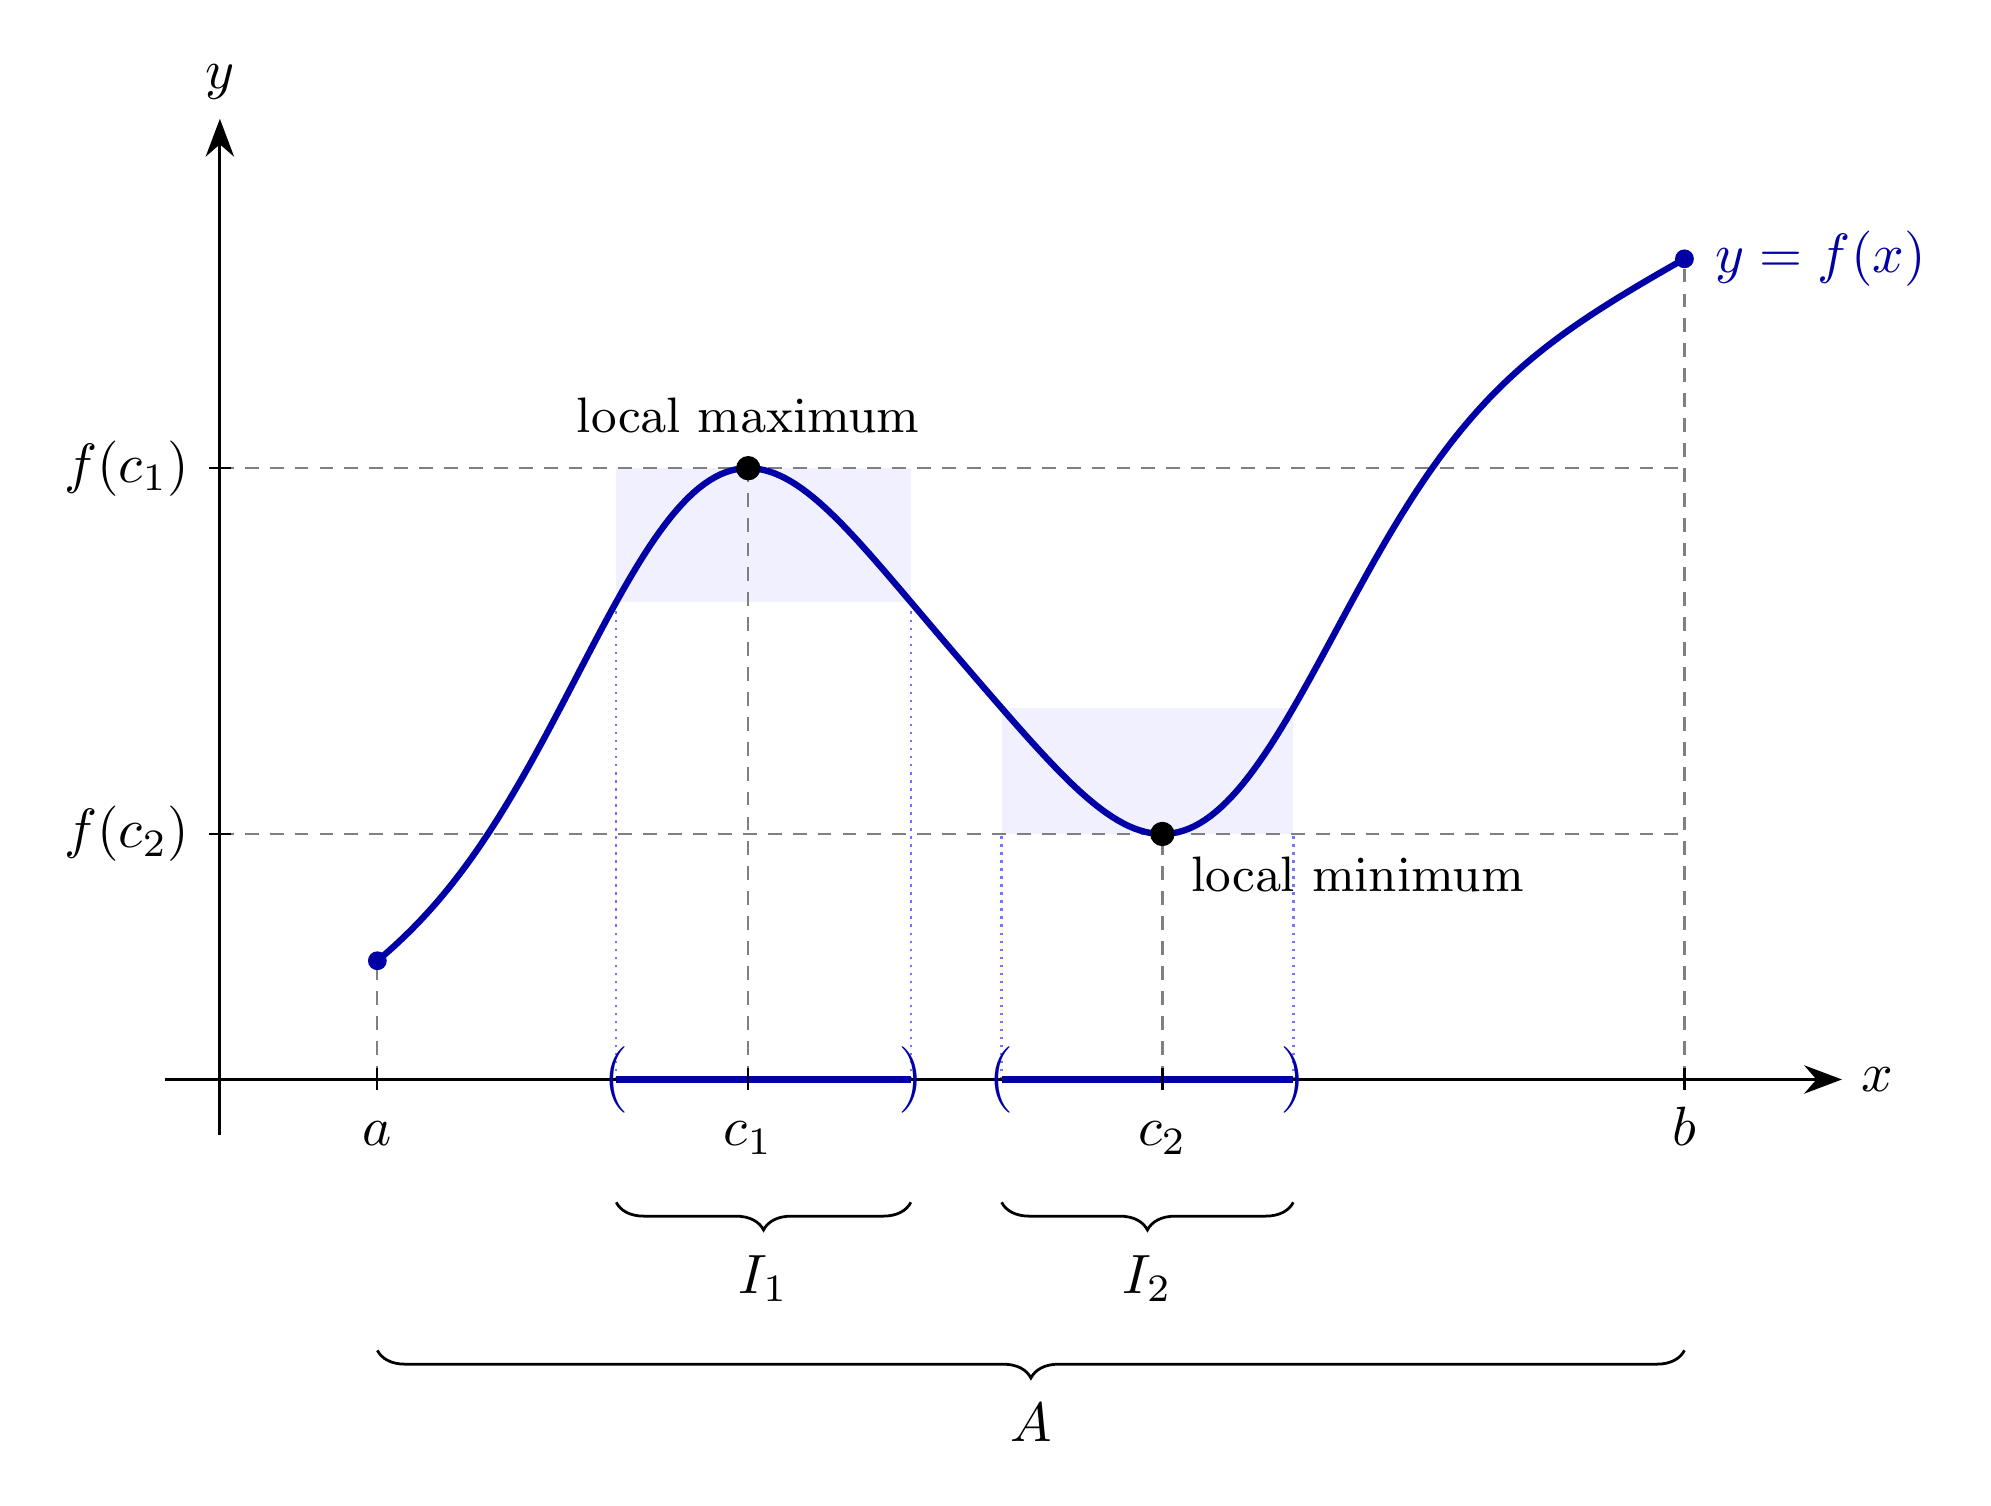 y
y = f(x)
local maximum
f(c₁)
f(c₂)
local minimum
( ) ( )
x
a c₁ c₂ b
I₁ I₂
A